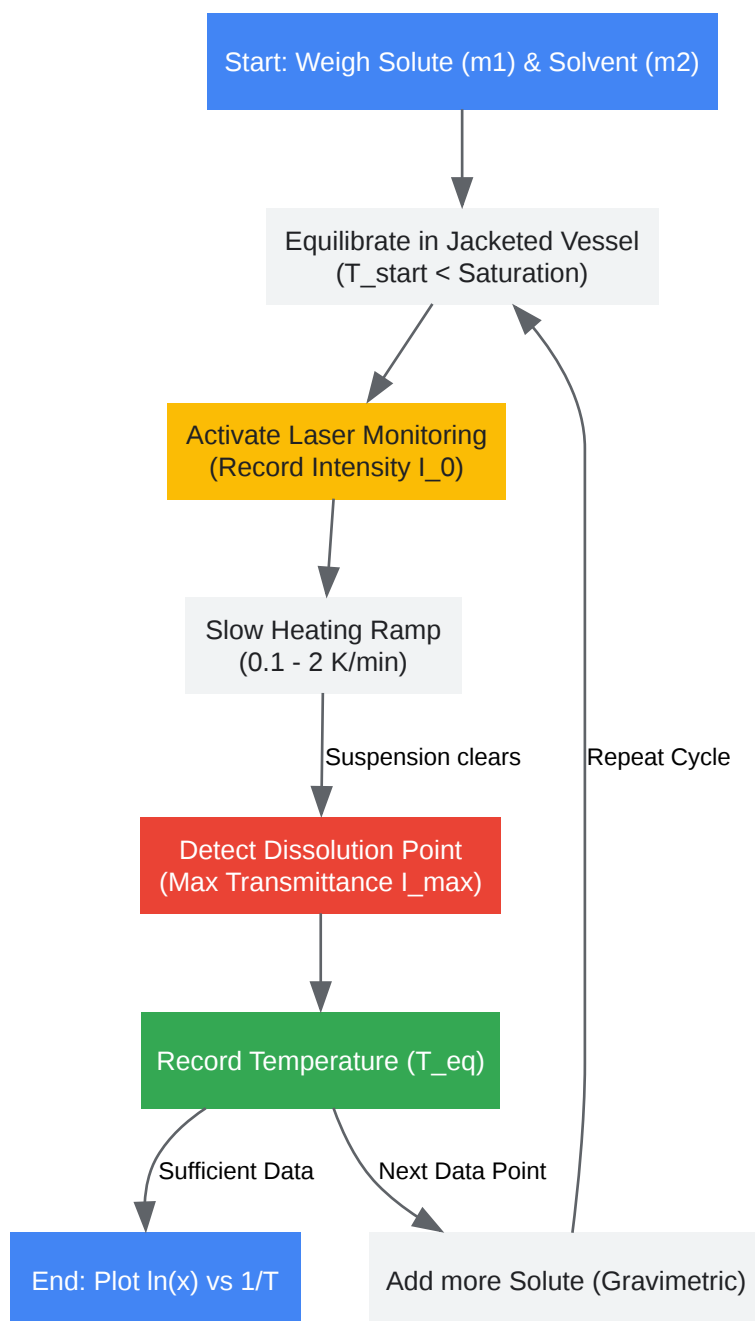 Start: Weigh Solute (m1) & Solvent (m2)
Equilibrate in Jacketed Vessel
(T_start < Saturation)
Activate Laser Monitoring
(Record Intensity I_0)
Slow Heating Ramp
(0.1 - 2 K/min)
Suspension clears
Repeat Cycle
Detect Dissolution Point
(Max Transmittance I_max)
Record Temperature (T_eq)
Sufficient Data
Next Data Point
End: Plot ln(x) vs 1/T
Add more Solute (Gravimetric)